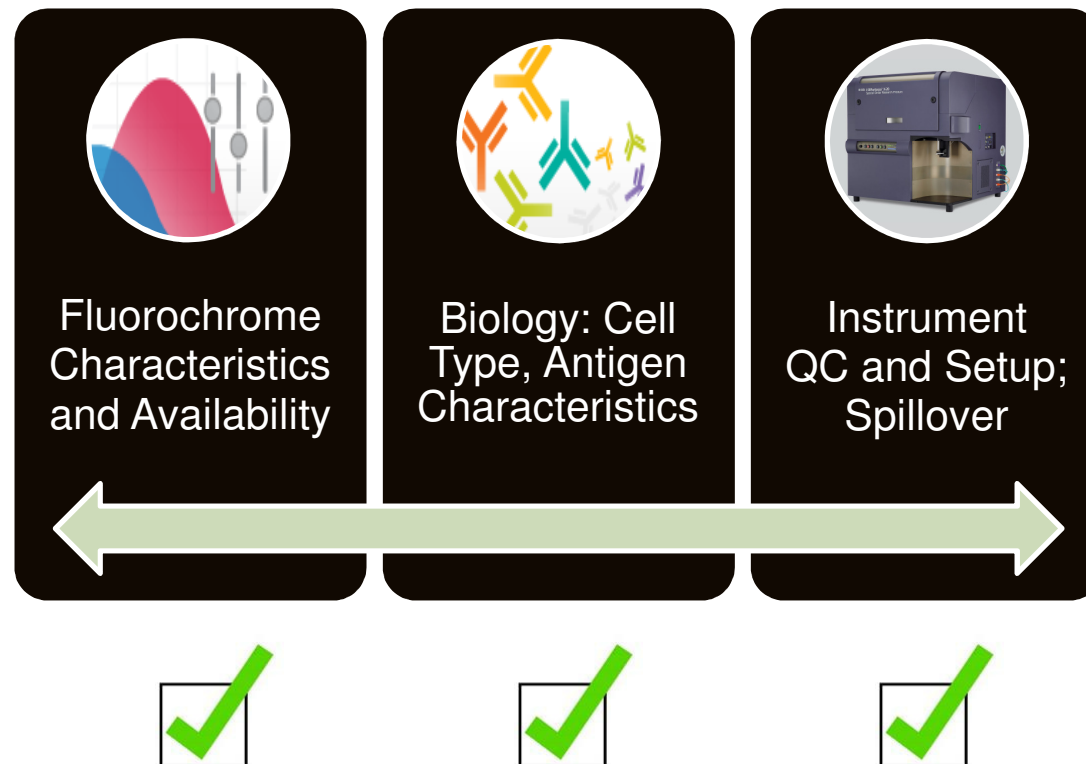 Fluorochrome
Characteristics
and Availability
Biology: Cell
Type, Antigen
Characteristics
Instrument
QC and Setup;
Spillover